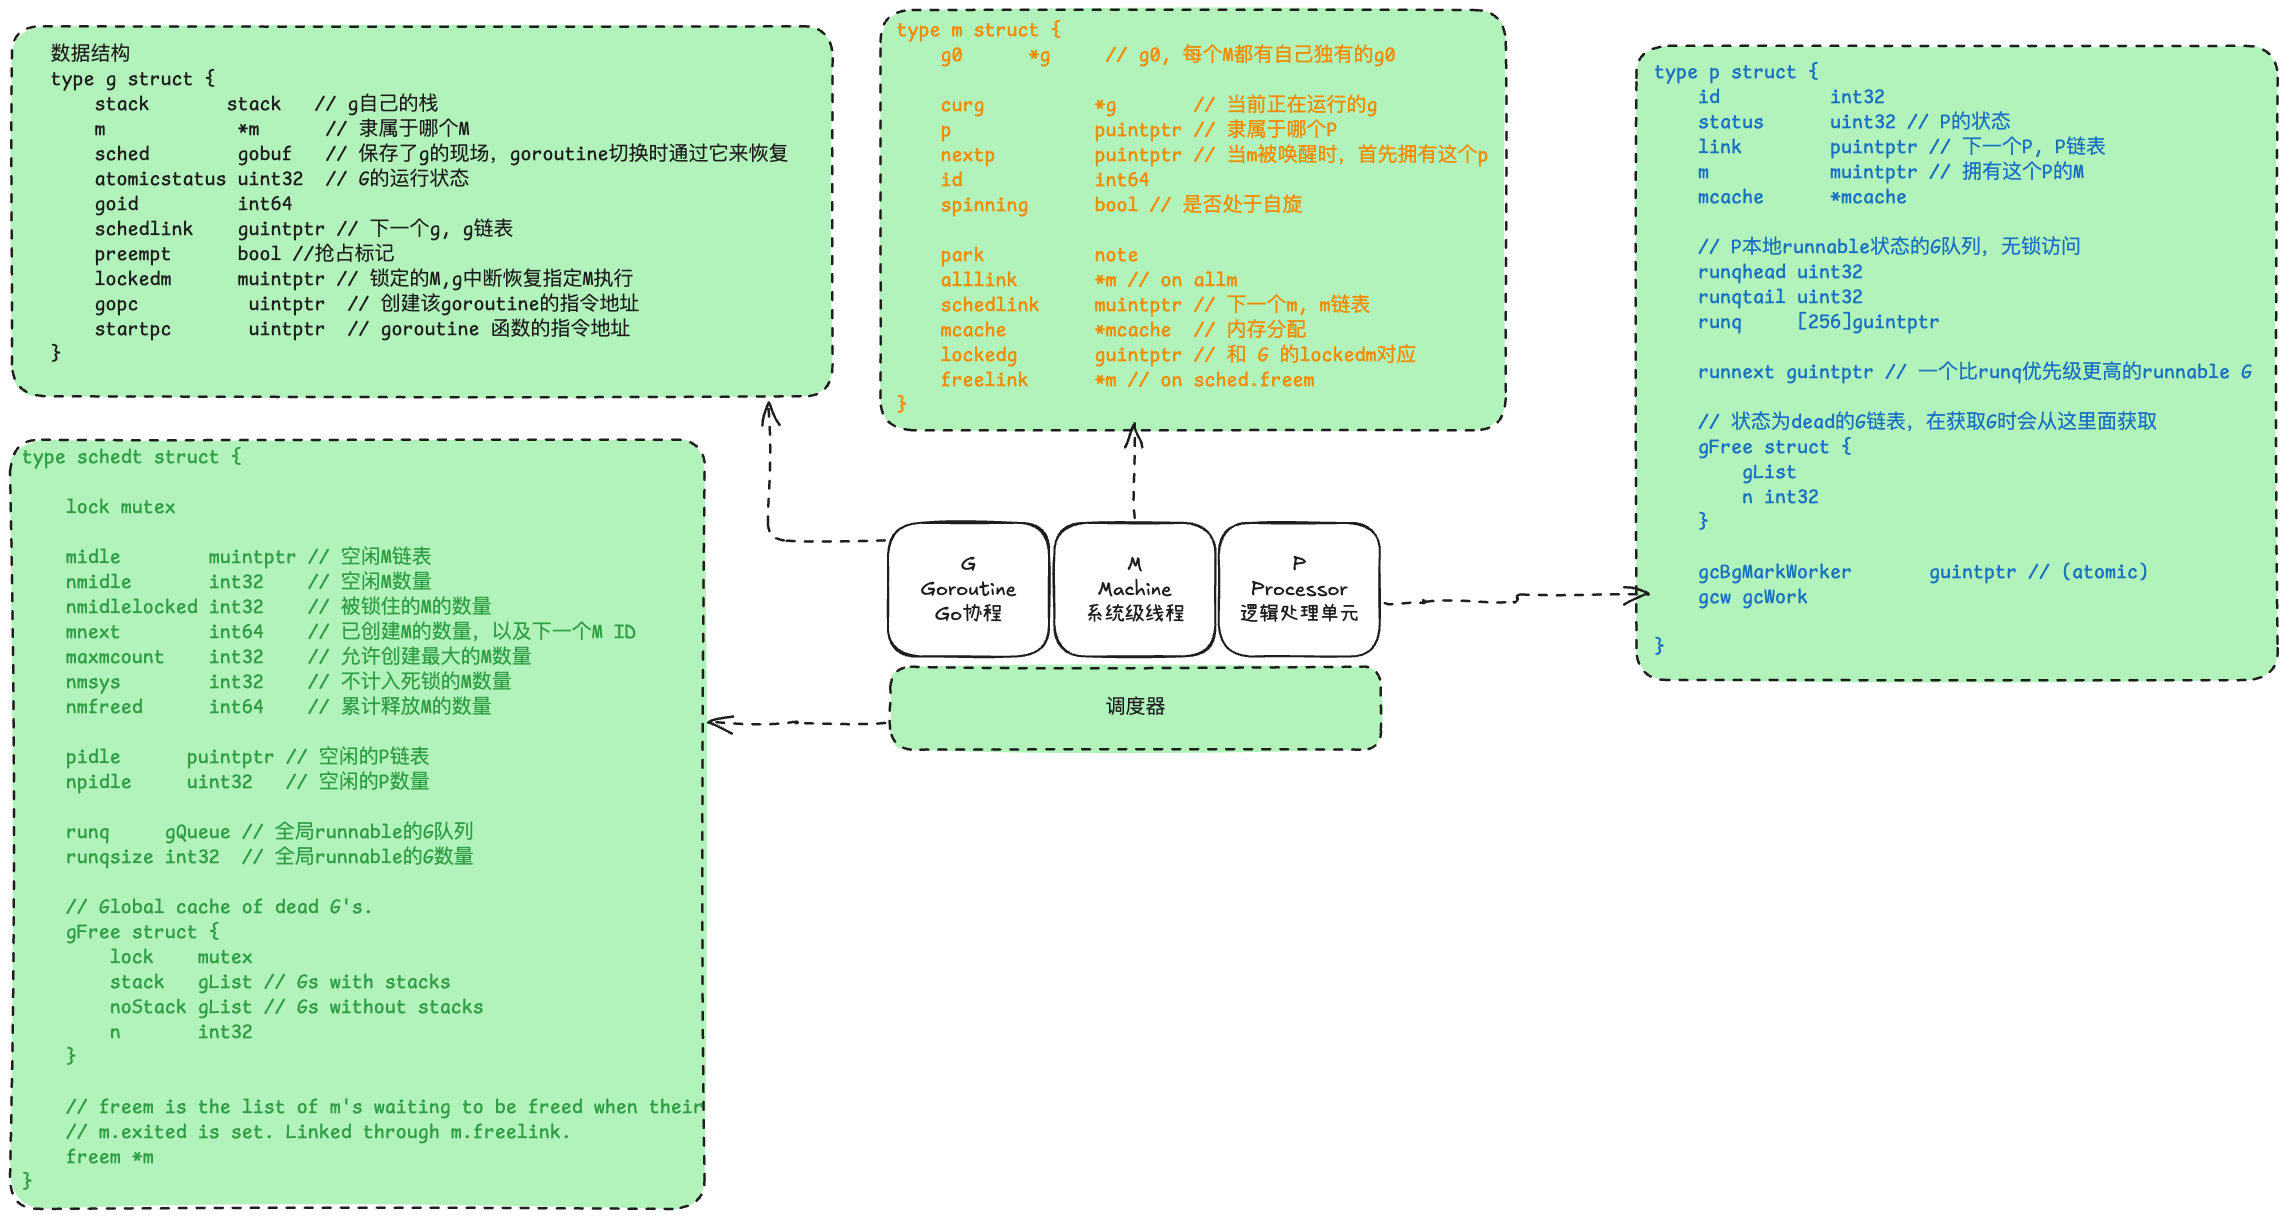 数据结构
type g struct {
    stack       stack   // g自己的栈
    m            *m      // 隶属于哪个M
    sched        gobuf   // 保存了g的现场，goroutine切换时通过它来恢复
    atomicstatus uint32  // G的运行状态
    goid         int64
    schedlink    guintptr // 下一个g, g链表
    preempt      bool //抢占标记
    lockedm      muintptr // 锁定的M,g中断恢复指定M执行
    gopc          uintptr  // 创建该goroutine的指令地址
    startpc       uintptr  // goroutine 函数的指令地址
}
type m struct {
    g0      *g     // g0, 每个M都有自己独有的g0
    curg          *g       // 当前正在运行的g
    p             puintptr // 隶属于哪个P
    nextp         puintptr // 当m被唤醒时，首先拥有这个p
    id            int64
    spinning      bool // 是否处于自旋
    park          note
    alllink       *m // on allm
    schedlink     muintptr // 下一个m, m链表
    mcache        *mcache  // 内存分配
    lockedg       guintptr // 和 G 的lockedm对应
    freelink      *m // on sched.freem
}
type p struct {
    id          int32
    status      uint32 // P的状态
    link        puintptr // 下一个P, P链表
    m           muintptr // 拥有这个P的M
    mcache      *mcache
    // P本地runnable状态的G队列，无锁访问
    runqhead uint32
    runqtail uint32
    runq     [256]guintptr
    runnext guintptr // 一个比runq优先级更高的runnable G
    // 状态为dead的G链表，在获取G时会从这里面获取
    gFree struct {
        gList
        n int32
    }
    gcBgMarkWorker       guintptr // (atomic)
    gcw gcWork
}
type schedt struct {
    lock mutex
    midle        muintptr // 空闲M链表
    nmidle       int32    // 空闲M数量
    nmidlelocked int32    // 被锁住的M的数量
    mnext        int64    // 已创建M的数量，以及下一个M ID
    maxmcount    int32    // 允许创建最大的M数量
    nmsys        int32    // 不计入死锁的M数量
    nmfreed      int64    // 累计释放M的数量
    pidle      puintptr // 空闲的P链表
    npidle     uint32   // 空闲的P数量
    runq     gQueue // 全局runnable的G队列
    runqsize int32  // 全局runnable的G数量
    // Global cache of dead G's.
    gFree struct {
        lock    mutex
        stack   gList // Gs with stacks
        noStack gList // Gs without stacks
        n       int32
    }
    // freem is the list of m's waiting to be freed when their
    // m.exited is set. Linked through m.freelink.
    freem *m
}
G
Goroutine
Go协程
M
Machine
系统级线程
P
Processor
逻辑处理单元
调度器